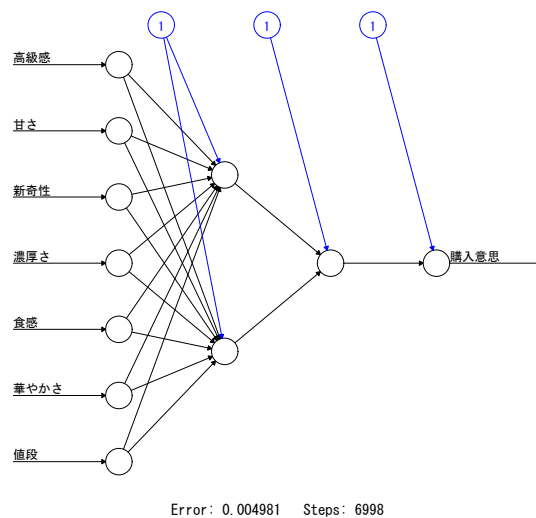 1 1 1
高級感
甘さ
新奇性
濃厚さ
購入意思
食感
華やかさ
値段
Error: 0.004981 Steps: 6998